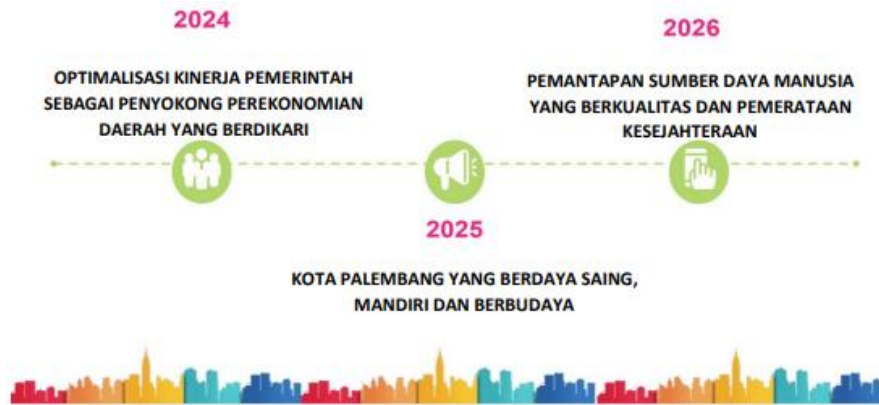 2024
OPTIMALISASI KINERJA PEMERINTAH
SEBAGAI PENYOKONG PEREKONOMIAN
DAERAH YANG BERDIKARI
2025
KOTA PALEMBANG YANG BERDAYA SAING,
MANDIRI DAN BERBUDAYA
2026
PEMANTAPAN SUMBER DAYA MANUSIA
YANG BERKUALITAS DAN PEMERATAAN
KESEJAHTERAAN